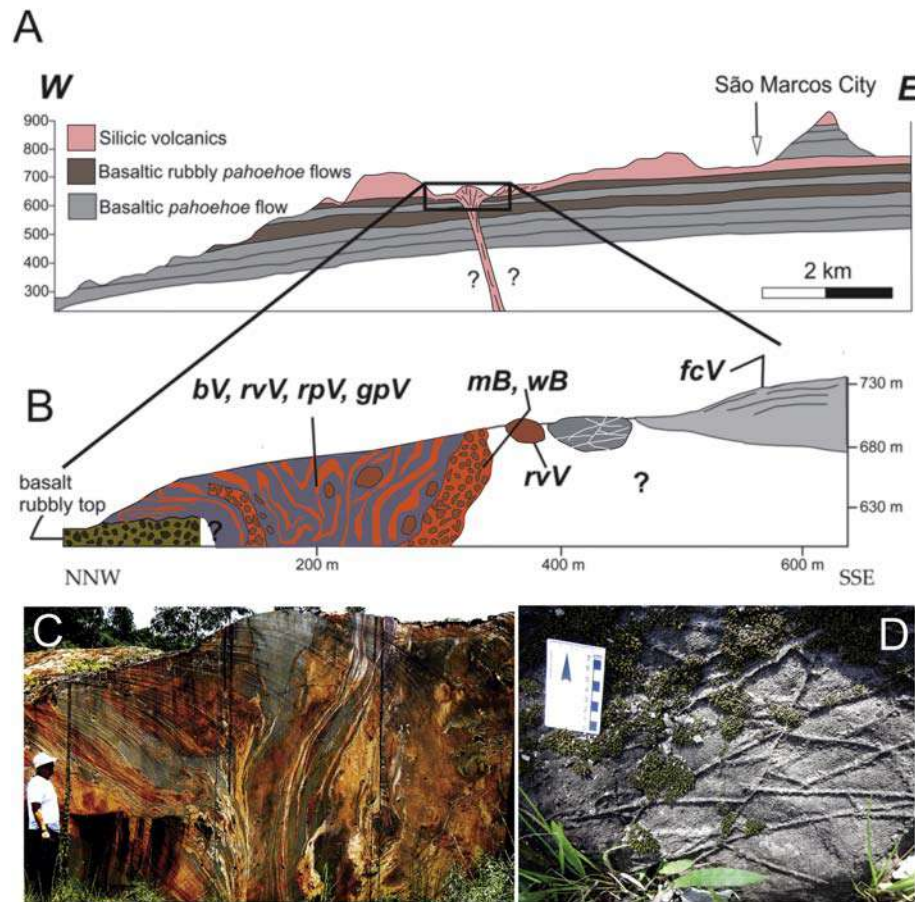 A
W
São Marcos City
E
900
800
700
600
500
400
300
Silicic volcanics
Basaltic rubbly pahoehoe flows
Basaltic pahoehoe flow
? ?
2 km
B
bV, rvV, rpV, gpV
mB, wB
fcV
730 m
680 m
630 m
rvV
?
basalt
rubbly top
?
200 m
400 m
600 m
NNW
SSE
C
D